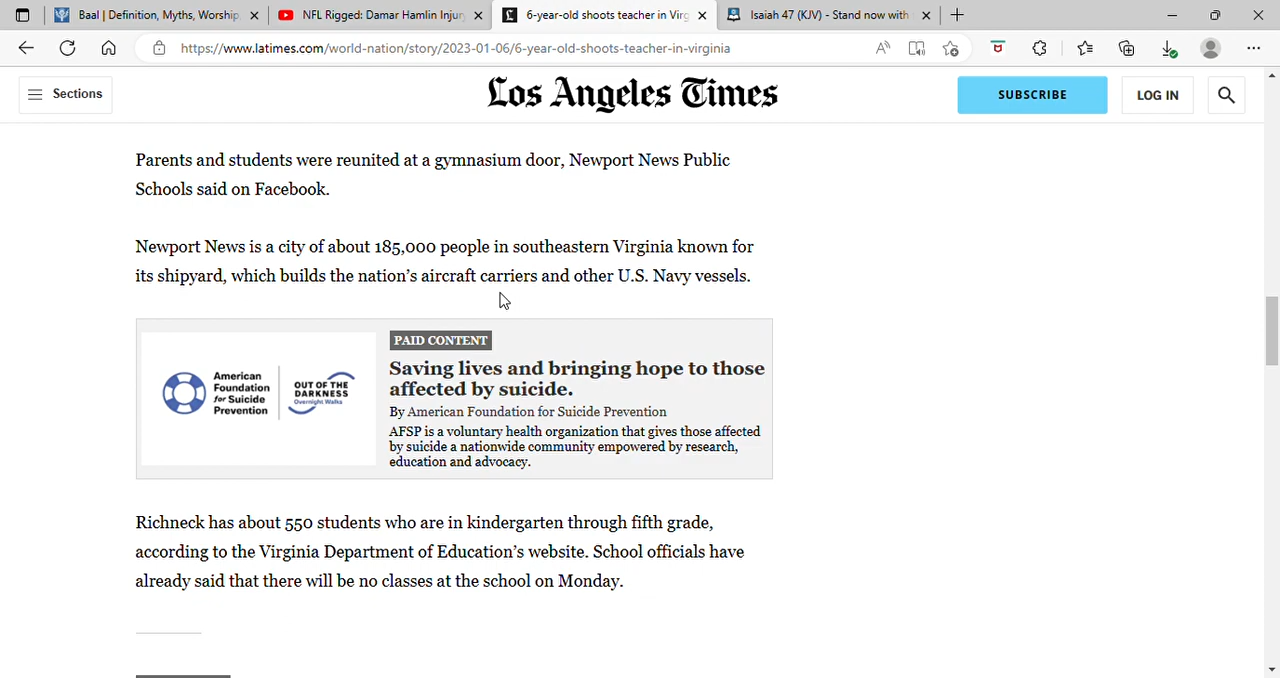 Baal | Definition, Myths, Worship,
NFL Rigged: Damar Hamlin Injur
6-year-old shoots teacher in Virg
Isaiah 47 (KJV) - Stand now with
https://www.latimes.com/world-nation/story/2023-01-06/6-year-old-shoots-teacher-in-virginia
Sections
Los Angeles Times
SUBSCRIBE
LOG IN
Parents and students were reunited at a gymnasium door, Newport News Public
Schools said on Facebook.
Newport News is a city of about 185,000 people in southeastern Virginia known for
its shipyard, which builds the nation’s aircraft carriers and other U.S. Navy vessels.
American
Foundation
for Suicide
Prevention
OUT OF THE
DARKNESS
Overnight Walks
PAID CONTENT
Saving lives and bringing hope to those
affected by suicide.
By American Foundation for Suicide Prevention
AFSP is a voluntary health organization that gives those affected
by suicide a nationwide community empowered by research,
education and advocacy.
Richneck has about 550 students who are in kindergarten through fifth grade,
according to the Virginia Department of Education’s website. School officials have
already said that there will be no classes at the school on Monday.